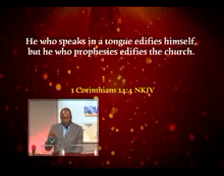 He who speaks in a tongue edifies himself,
but he who prophesies edifies the church.
1 Corinthians 14:4 NKJV